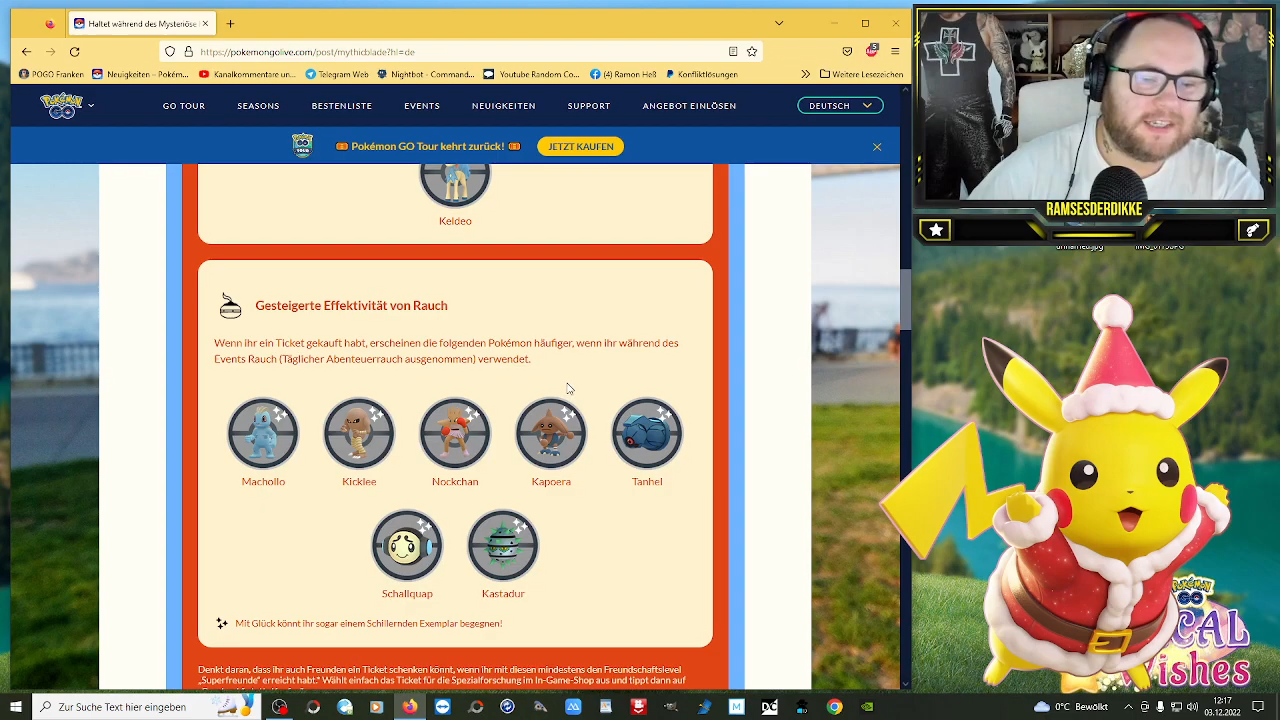 Haftet während des Mysteriöse
https://pokemongolive.com/post/mythicblade?hl=de
5
POGO Franken
Neuigkeiten – Pokém...
Kanalkommentare un...
Telegram Web
Nightbot - Command...
Youtube Random Co...
(4) Ramon Heß
Konfliktlösungen
Weitere Lesezeichen
GO TOUR
SEASONS
BESTENLISTE
EVENTS
NEUIGKEITEN
SUPPORT
ANGEBOT EINLÖSEN
DEUTSCH
Pokémon GO Tour kehrt zurück!
JETZT KAUFEN
Keldeo
Gesteigerte Effektivität von Rauch
Wenn ihr ein Ticket gekauft habt, erscheinen die folgenden Pokémon häufiger, wenn ihr während des
Events Rauch (Täglicher Abenteuerrauch ausgenommen) verwendet.
Machollo
Kicklee
Nockchan
Kapoera
Tanhel
Schallquap
Kastadur
Mit Glück könnt ihr sogar einem Schillernden Exemplar begegnen!
Denkt daran, dass ihr auch Freunden ein Ticket schenken könnt, wenn ihr mit diesen mindestens den Freundschaftslevel
„Superfreunde“ erreicht habt.* Wählt einfach das Ticket für die Spezialforschung im In-Game-Shop aus und tippt dann auf
RAMSESDERDIKKE
POKÉMON
GO
Wishes
Zur Suche Text hier eingeben
0°C Bewölkt
12:17
03.12.2022